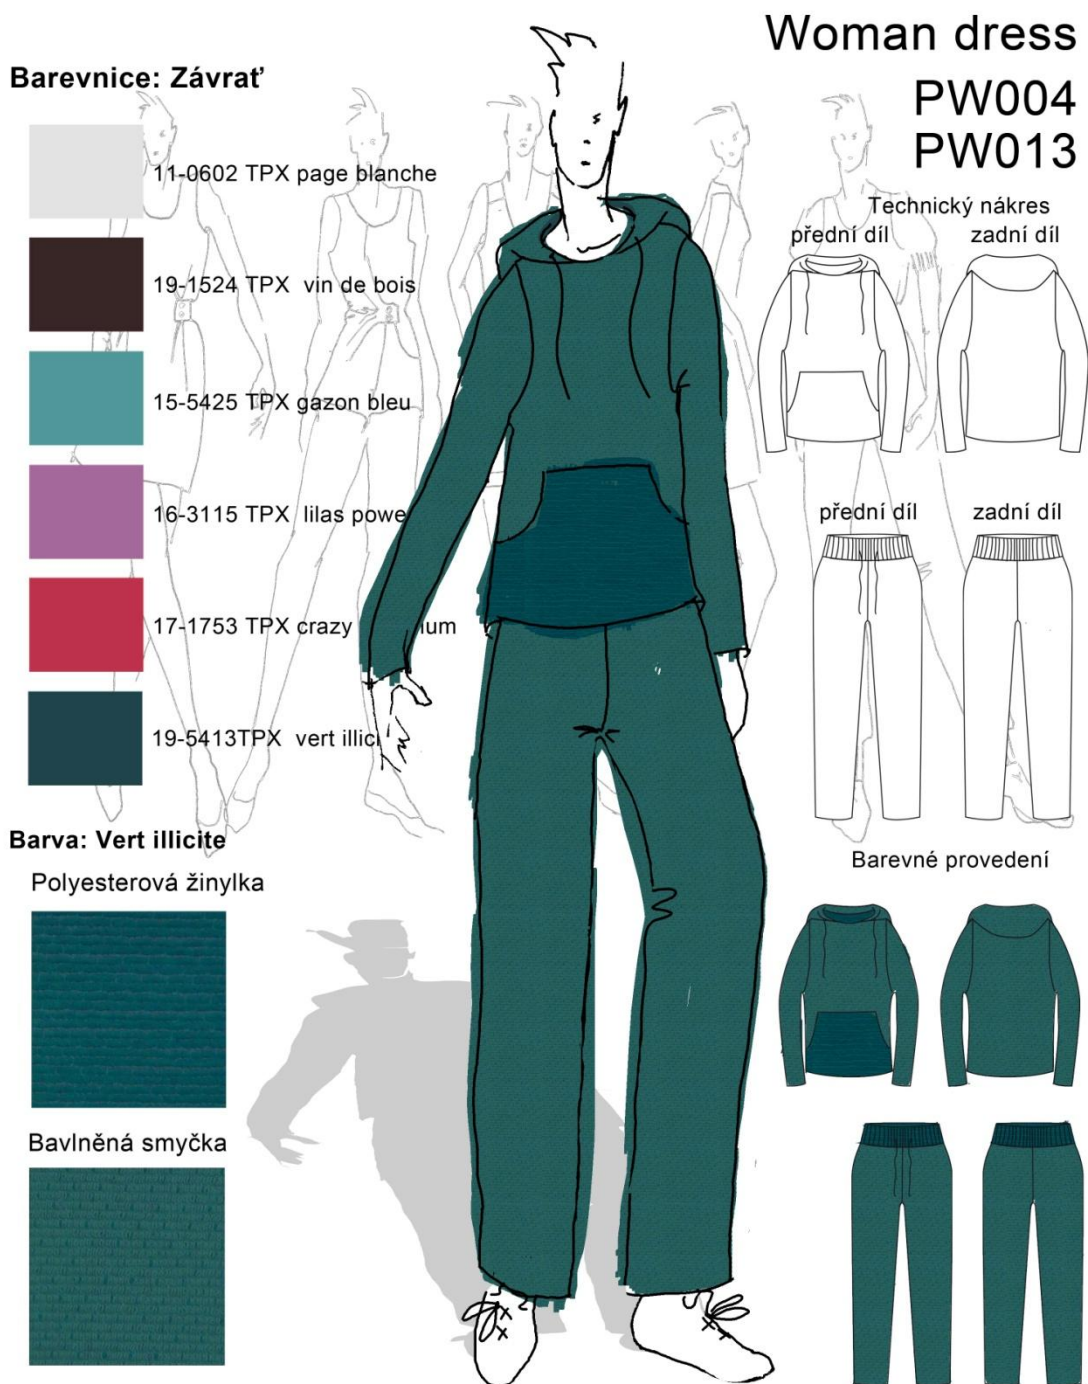 Woman dress
PW004
PW013
Barevnice: Závrať
11-0602 TPX page blanche
19-1524 TPX vin de bois
15-5425 TPX gazon bleu
16-3115 TPX lilas powe
17-1753 TPX crazy um
19-5413TPX vert illici
Barva: Vert illicite
Polyesterová žinylka
Bavlněná smyčka
Technický nákres
přední díl zadní díl
přední díl zadní díl
Barevné provedení